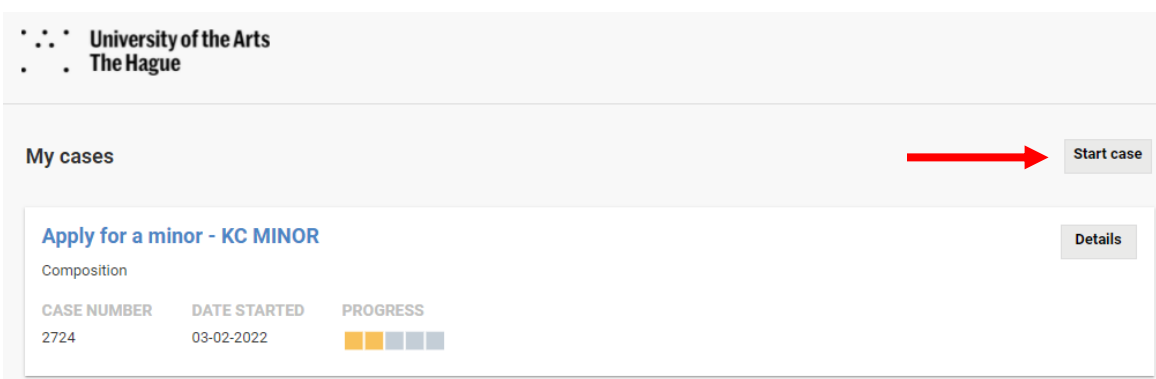 University of the Arts
The Hague
My cases
Start case
Apply for a minor - KC MINOR
Details
Composition
CASE NUMBER DATE STARTED PROGRESS
2724 03-02-2022